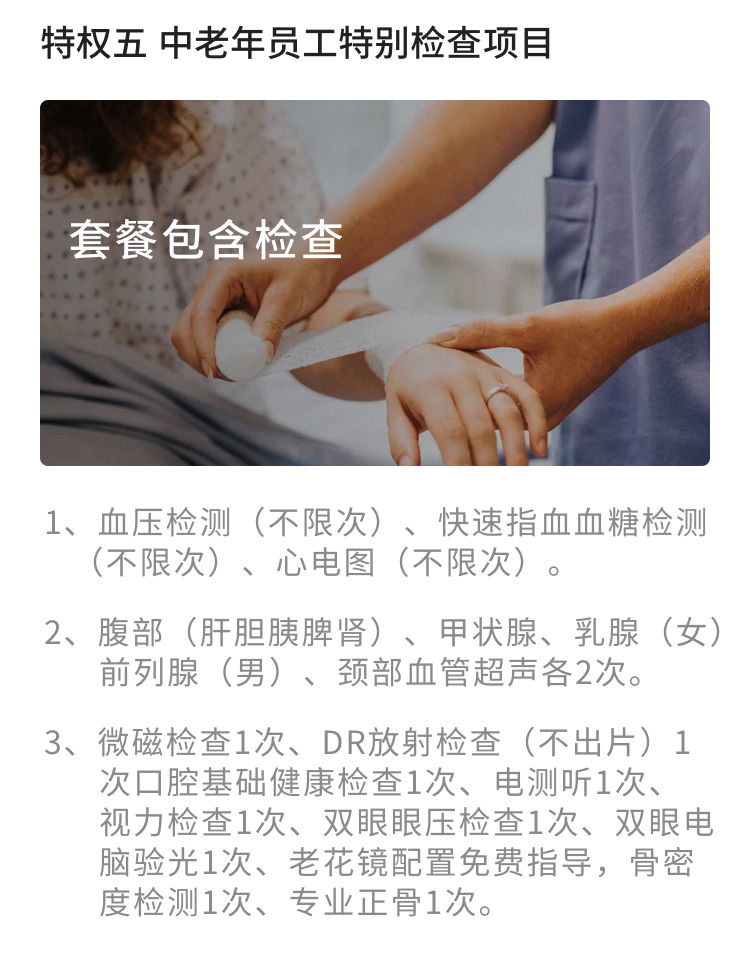 特权五 中老年员工特别检查项目
套餐包含检查
1、血压检测（不限次）、快速指血血糖检测
（不限次）、心电图（不限次）。
2、腹部（肝胆胰脾肾）、甲状腺、乳腺（女）
前列腺（男）、颈部血管超声各2次。
3、微磁检查1次、DR放射检查（不出片）1
次口腔基础健康检查1次、电测听1次、
视力检查1次、双眼眼压检查1次、双眼电
脑验光1次、老花镜配置免费指导，骨密
度检测1次、专业正骨1次。